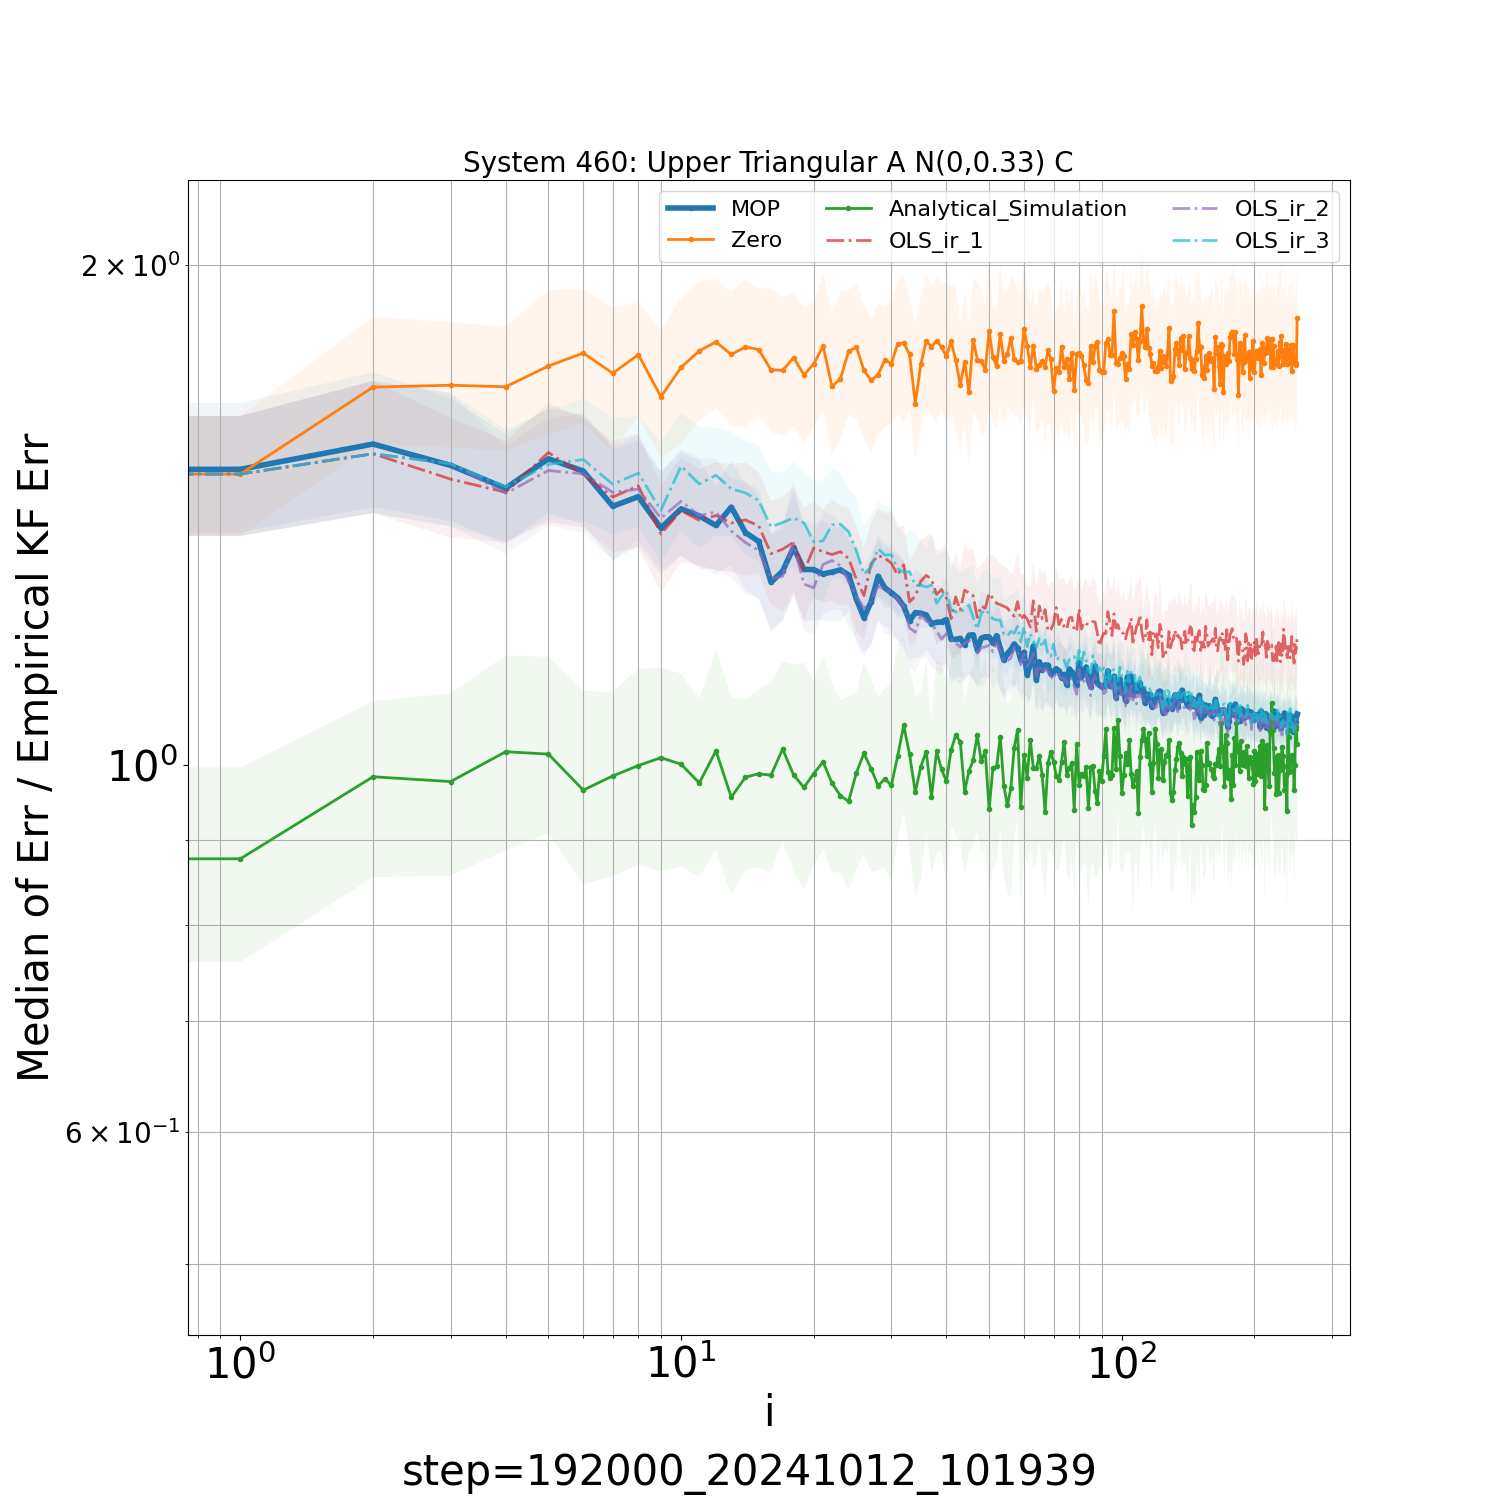 System 460: Upper Triangular A N(0,0.33) C
MOP
Zero
Analytical_Simulation
OLS_ir_1
OLS_ir_2
OLS_ir_3
2 × 10⁰
10⁰
6 × 10⁻¹
Median of Err / Empirical KF Err
10⁰
10¹
10²
i
step=192000_20241012_101939